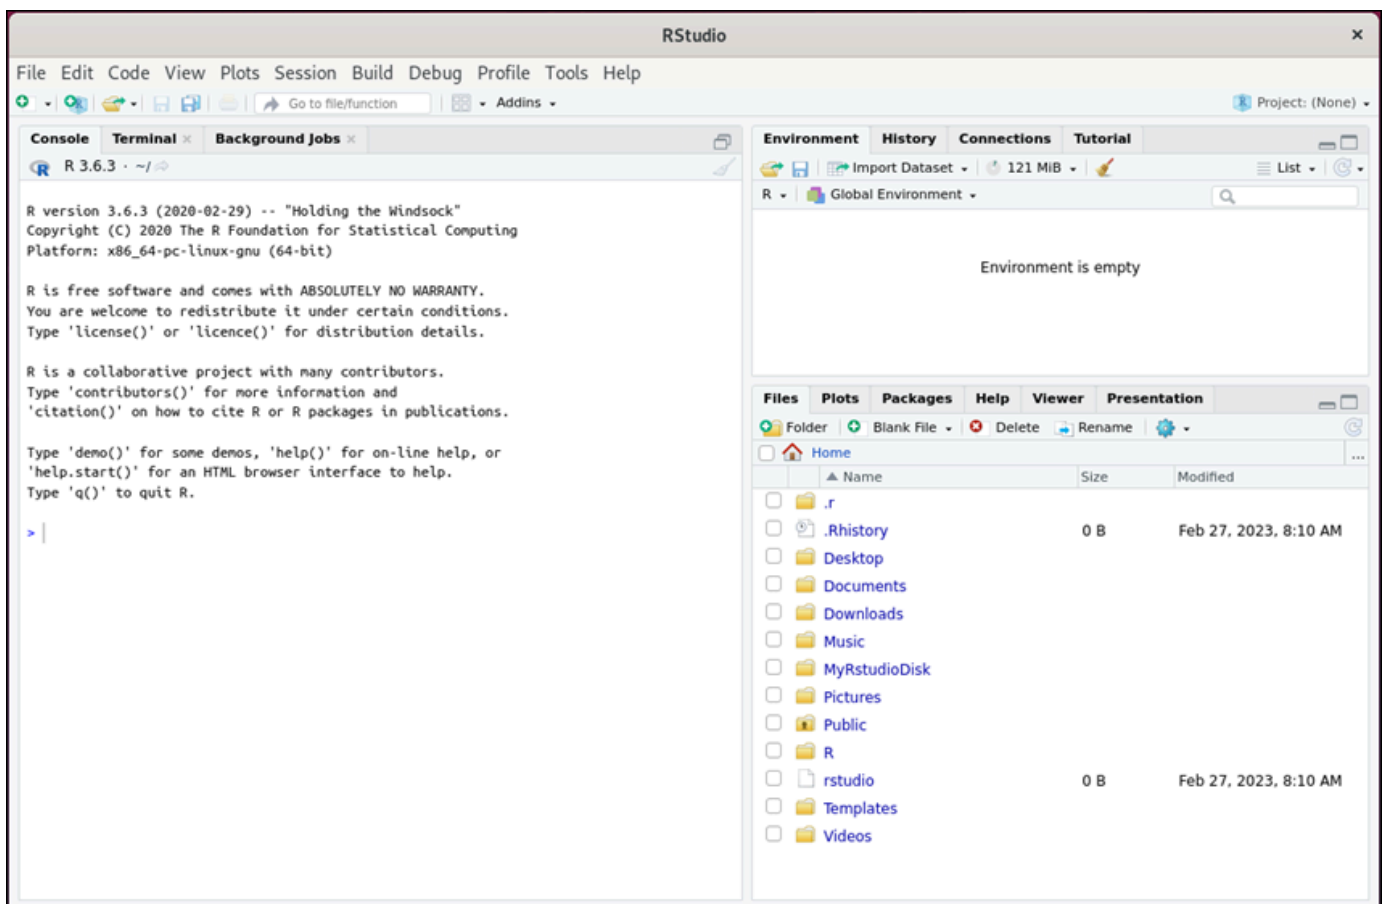 RStudio
File Edit Code View Plots Session Build Debug Profile Tools Help
Go to file/function Addins Project: (None)
Console Terminal Background Jobs
R 3.6.3 · ~/
R version 3.6.3 (2020-02-29) -- "Holding the Windsock"
Copyright (C) 2020 The R Foundation for Statistical Computing
Platform: x86_64-pc-linux-gnu (64-bit)
R is free software and comes with ABSOLUTELY NO WARRANTY.
You are welcome to redistribute it under certain conditions.
Type 'license()' or 'licence()' for distribution details.
R is a collaborative project with many contributors.
Type 'contributors()' for more information and
'citation()' on how to cite R or R packages in publications.
Type 'demo()' for some demos, 'help()' for on-line help, or
'help.start()' for an HTML browser interface to help.
Type 'q()' to quit R.
>
Environment History Connections Tutorial
Import Dataset 121 MiB List
R Global Environment
Environment is empty
Files Plots Packages Help Viewer Presentation
Folder Blank File Delete Rename
Home ...
Name Size Modified
.r
.Rhistory 0 B Feb 27, 2023, 8:10 AM
Desktop
Documents
Downloads
Music
MyRstudioDisk
Pictures
Public
R
rstudio 0 B Feb 27, 2023, 8:10 AM
Templates
Videos